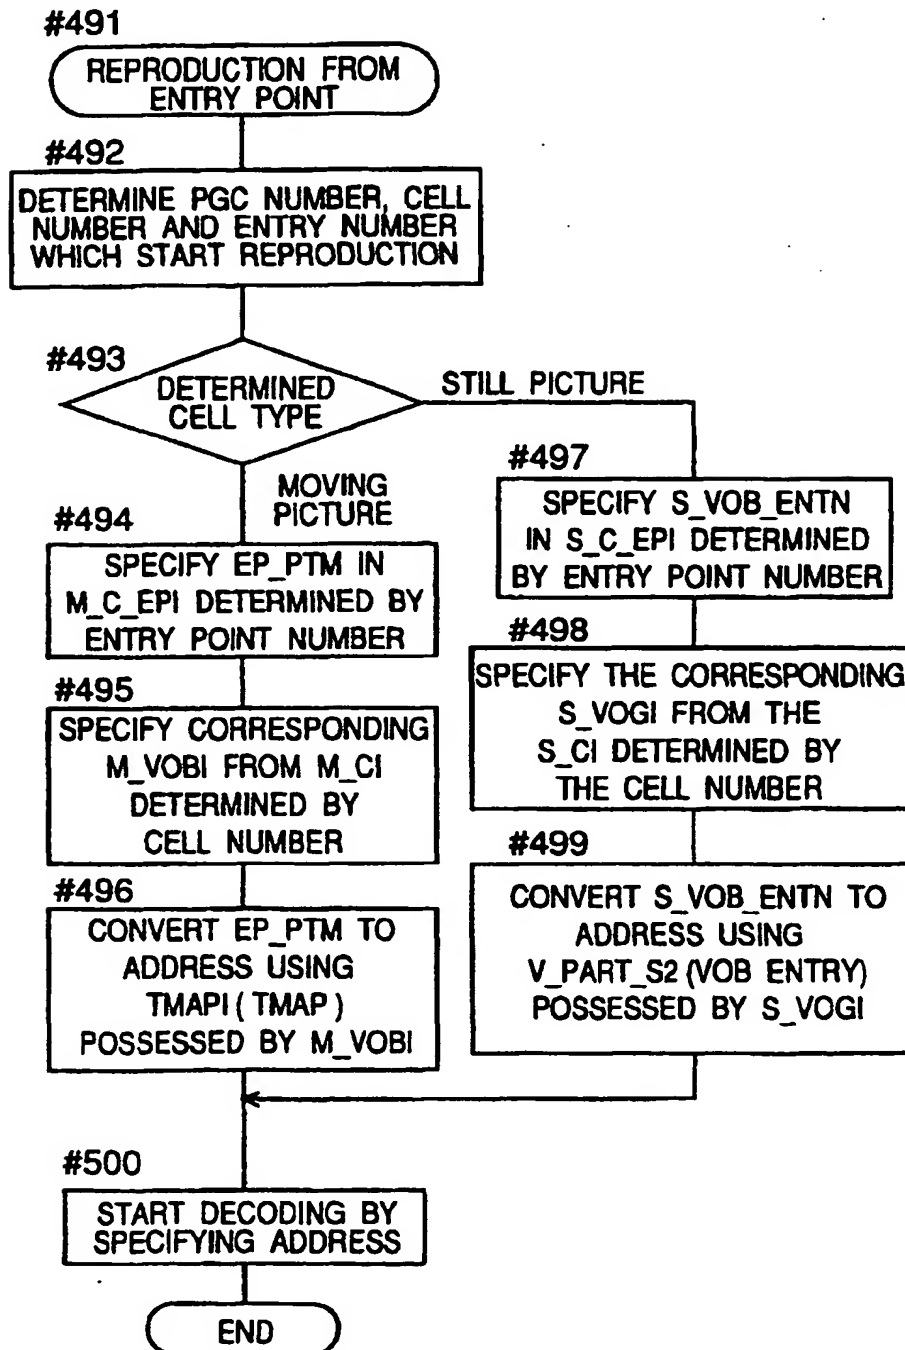 #491
REPRODUCTION FROM
ENTRY POINT
#492
DETERMINE PGC NUMBER, CELL
NUMBER AND ENTRY NUMBER
WHICH START REPRODUCTION
#493
DETERMINED
CELL TYPE
STILL PICTURE
MOVING
PICTURE
#494
SPECIFY EP_PTM IN
M_C_EPI DETERMINED BY
ENTRY POINT NUMBER
#495
SPECIFY CORRESPONDING
M_VOBI FROM M_CI
DETERMINED BY
CELL NUMBER
#496
CONVERT EP_PTM TO
ADDRESS USING
TMAPI ( TMAP )
POSSESSED BY M_VOBI
#497
SPECIFY S_VOB_ENTN
IN S_C_EPI DETERMINED
BY ENTRY POINT NUMBER
#498
SPECIFY THE CORRESPONDING
S_VOGI FROM THE
S_CI DETERMINED BY
THE CELL NUMBER
#499
CONVERT S_VOB_ENTN TO
ADDRESS USING
V_PART_S2 (VOB ENTRY)
POSSESSED BY S_VOGI
#500
START DECODING BY
SPECIFYING ADDRESS
END